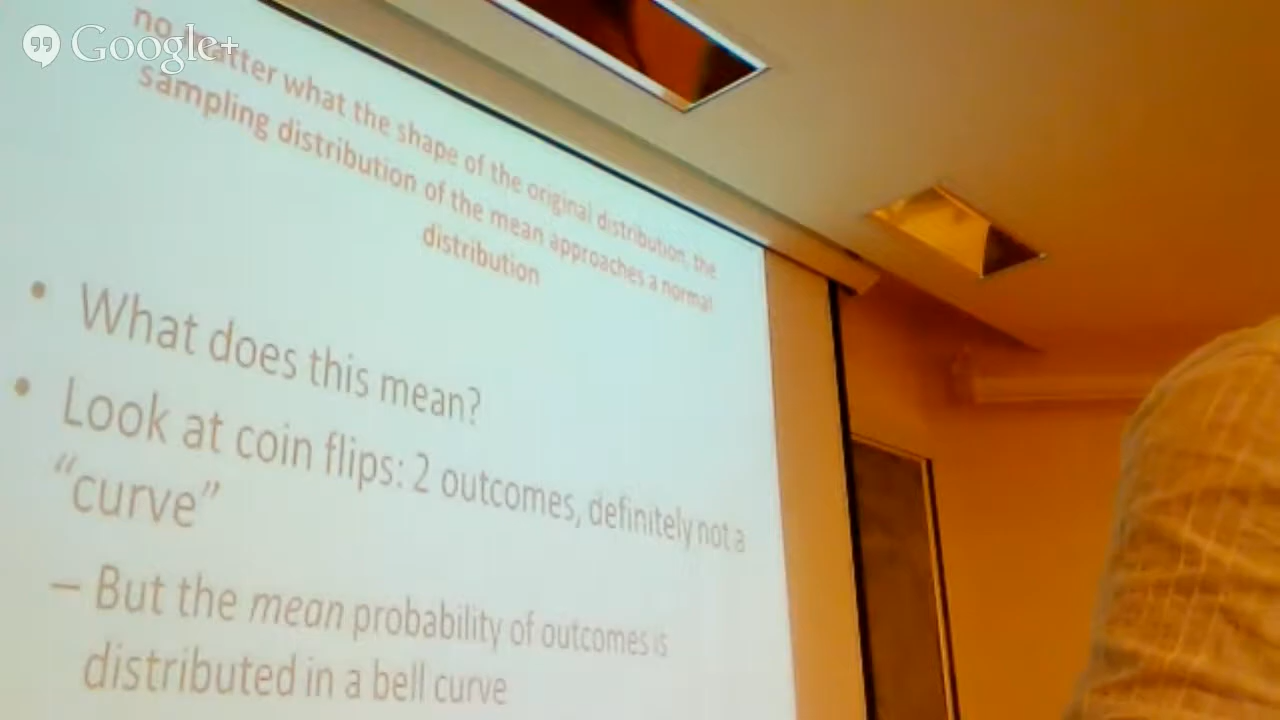 Google+
no matter what the shape of the original distribution, the
sampling distribution of the mean approaches a normal
distribution
• What does this mean?
• Look at coin flips: 2 outcomes, definitely not a
“curve”
– But the mean probability of outcomes is
distributed in a bell curve